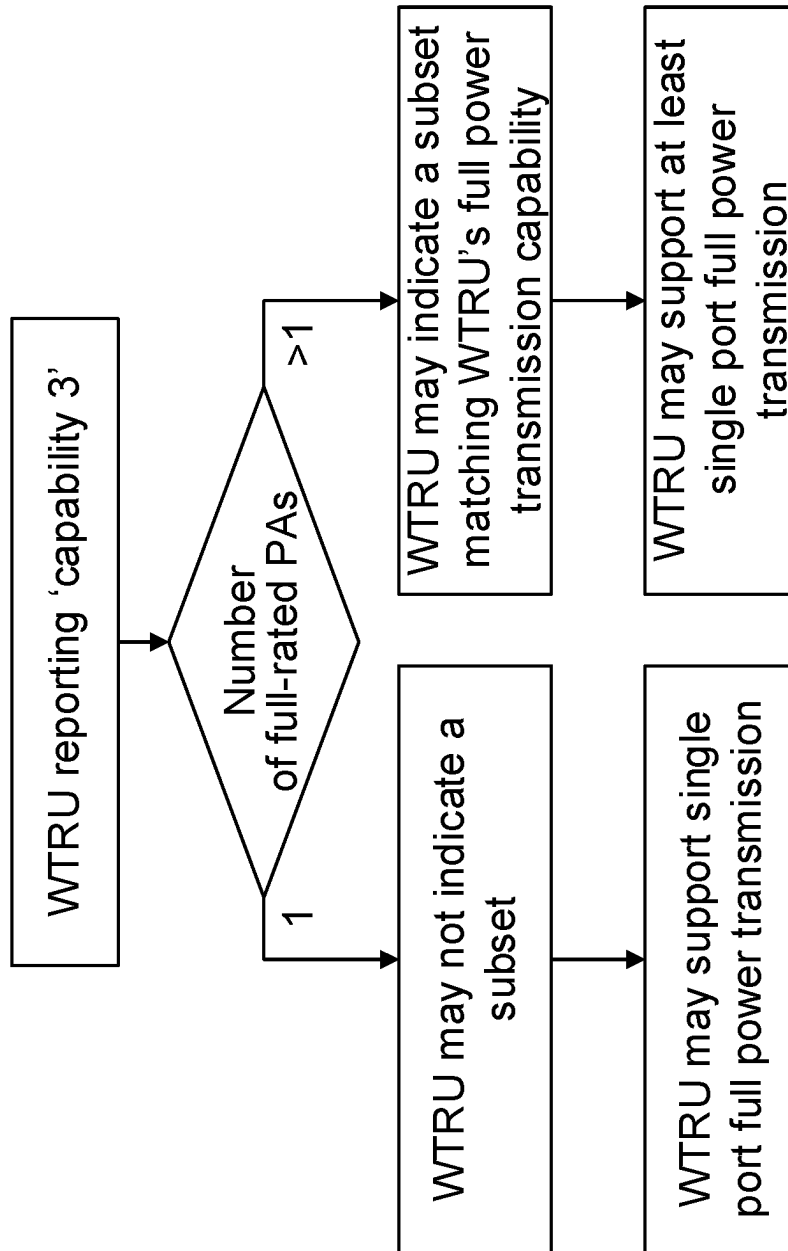 WTRU reporting ‘capability 3’
Number
of full-rated PAs
1
>1
WTRU may not indicate a
subset
WTRU may indicate a subset
matching WTRU’s full power
transmission capability
WTRU may support single
port full power transmission
WTRU may support at least
single port full power
transmission